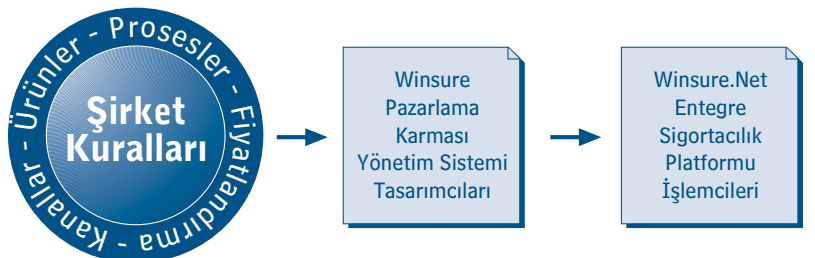 Ürünler - Prosesler - Fiyatlandırma - Kanallar -
Şirket
Kuralları
Winsure
Pazarlama
Karması
Yönetim Sistemi
Tasarımcıları
Winsure.Net
Entegre
Sigortacılık
Platformu
İşlemcileri